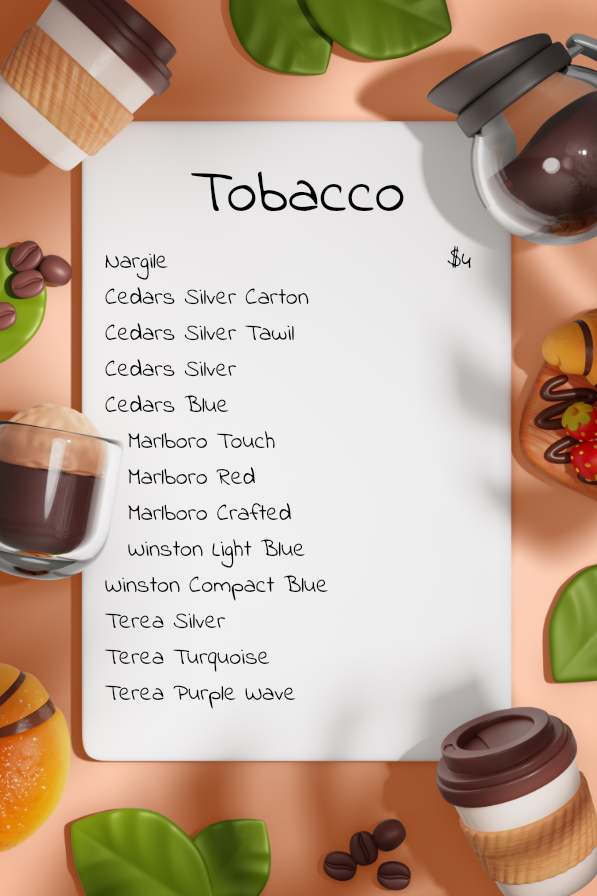 Tobacco
Nargile $4
Cedars Silver Carton
Cedars Silver Tawil
Cedars Silver
Cedars Blue
Marlboro Touch
Marlboro Red
Marlboro Crafted
Winston Light Blue
Winston Compact Blue
Terea Silver
Terea Turquoise
Terea Purple Wave